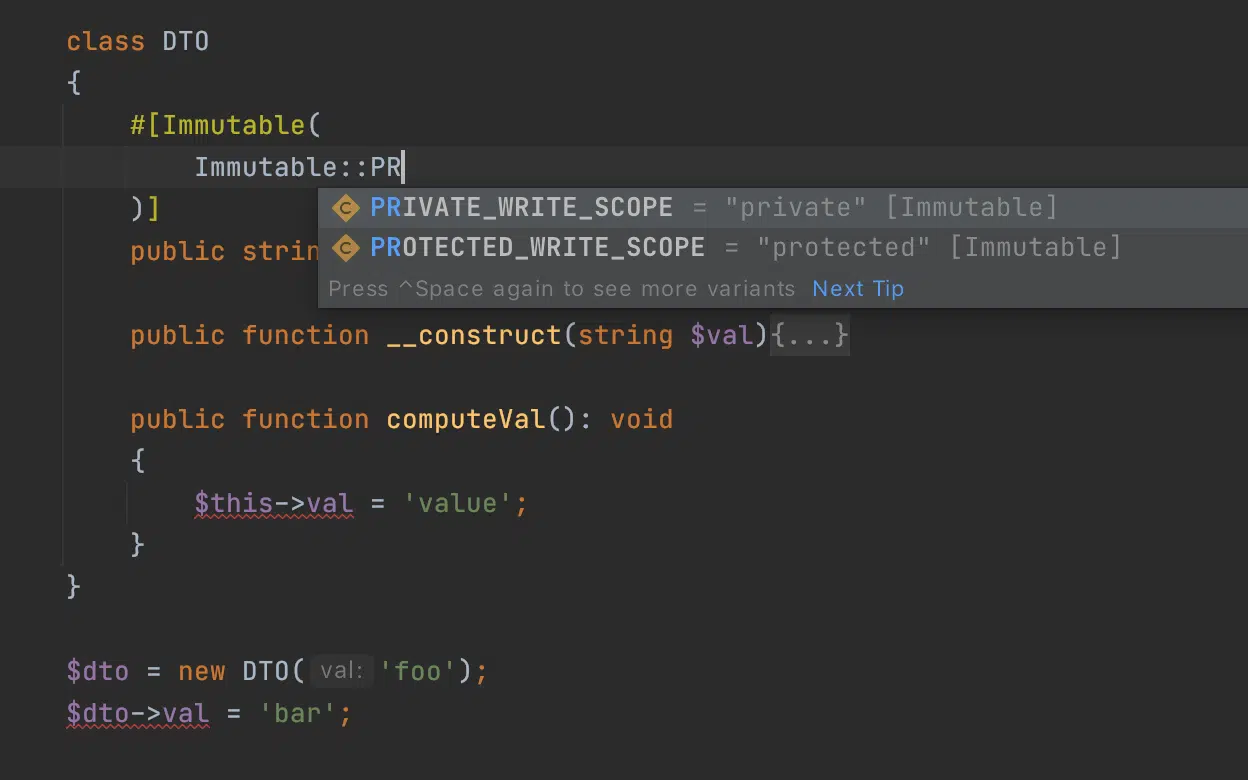 class DTO
{
#[Immutable(
Immutable::PR
)]
C PRIVATE_WRITE_SCOPE = "private" [Immutable]
C PROTECTED_WRITE_SCOPE = "protected" [Immutable]
public strin
Press ^Space again to see more variants Next Tip
public function __construct(string $val){...}
public function computeVal(): void
{
$this->val = 'value';
}
}
$dto = new DTO( val: 'foo');
$dto->val = 'bar';